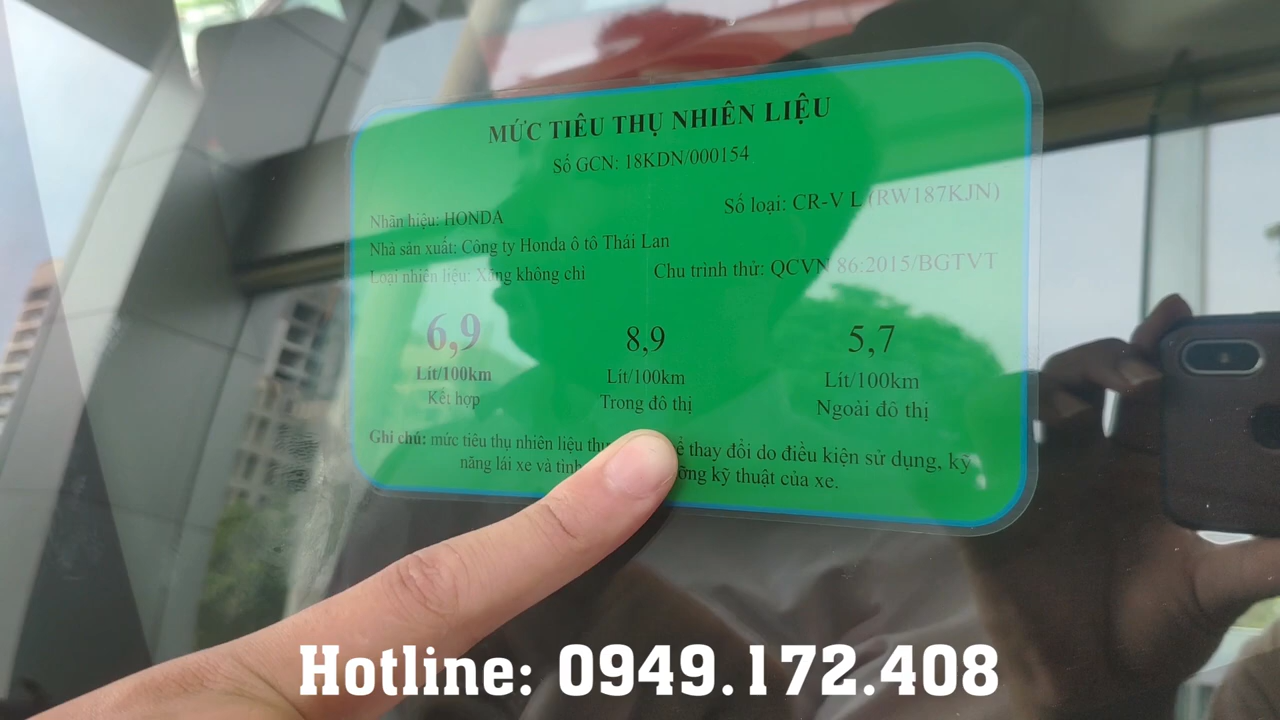 MỨC TIÊU THỤ NHIÊN LIỆU
Số GCN: 18KDN/000154
Nhãn hiệu: HONDA
Số loại: CR-V L (RW187KJN)
Nhà sản xuất: Công ty Honda ô tô Thái Lan
Loại nhiên liệu: Xăng không chì
Chu trình thử: QCVN 86:2015/BGTVT
6,9 8,9 5,7
Lít/100km Lít/100km Lít/100km
Kết hợp Trong đô thị Ngoài đô thị
Ghi chú: mức tiêu thụ nhiên liệu thay đổi do điều kiện sử dụng, kỹ
năng lái xe và kỹ thuật của xe.
Hotline: 0949.172.408